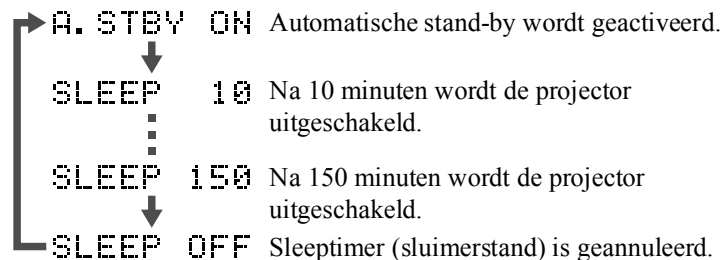 A. STBY ON Automatische stand-by wordt geactiveerd.
SLEEP 10 Na 10 minuten wordt de projector
uitgeschakeld.
SLEEP 150 Na 150 minuten wordt de projector
uitgeschakeld.
SLEEP OFF Sleeptimer (sluimerstand) is geannuleerd.